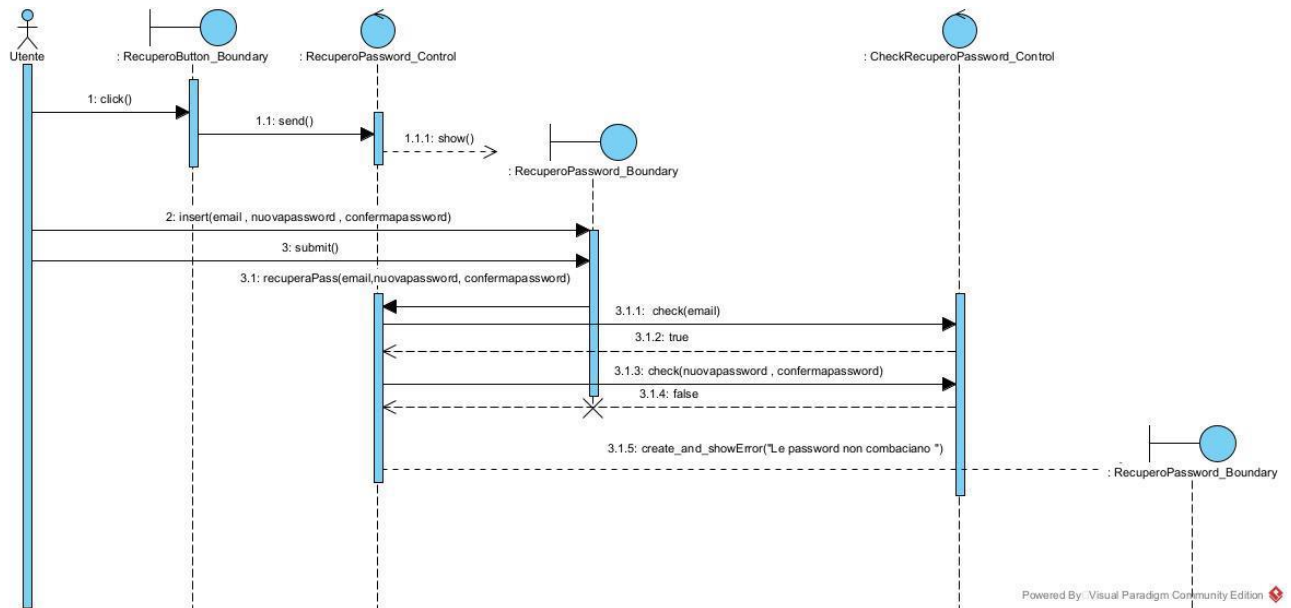 Utente
: RecuperoButton_Boundary
: RecuperoPassword_Control
: CheckRecuperoPassword_Control
1: click()
1.1: send()
1.1.1: show()
: RecuperoPassword_Boundary
2: insert(email , nuovapassword , confermapassword)
3: submit()
3.1: recuperaPass(email,nuovapassword, confermapassword)
3.1.1: check(email)
3.1.2: true
3.1.3: check(nuovapassword , confermapassword)
3.1.4: false
3.1.5: create_and_showError("Le password non combaciano ")
: RecuperoPassword_Boundary
Powered By: Visual Paradigm Community Edition